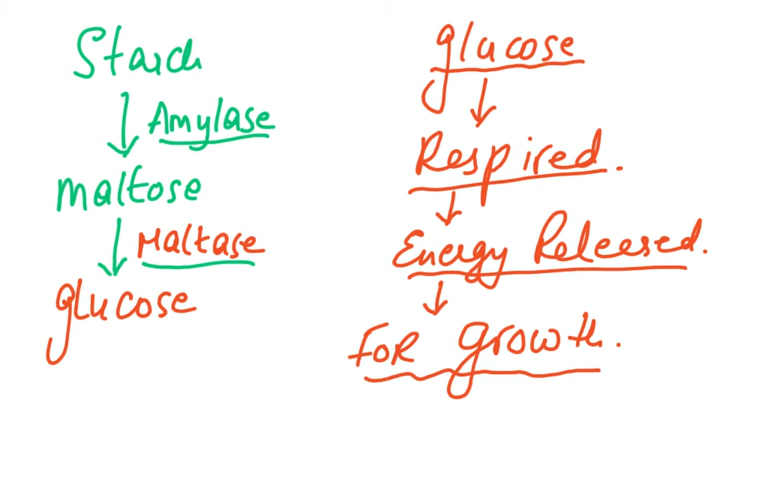 Starch
Amylase
Maltose
Maltase
glucose
glucose
Respired.
Energy Released.
FOR growth.